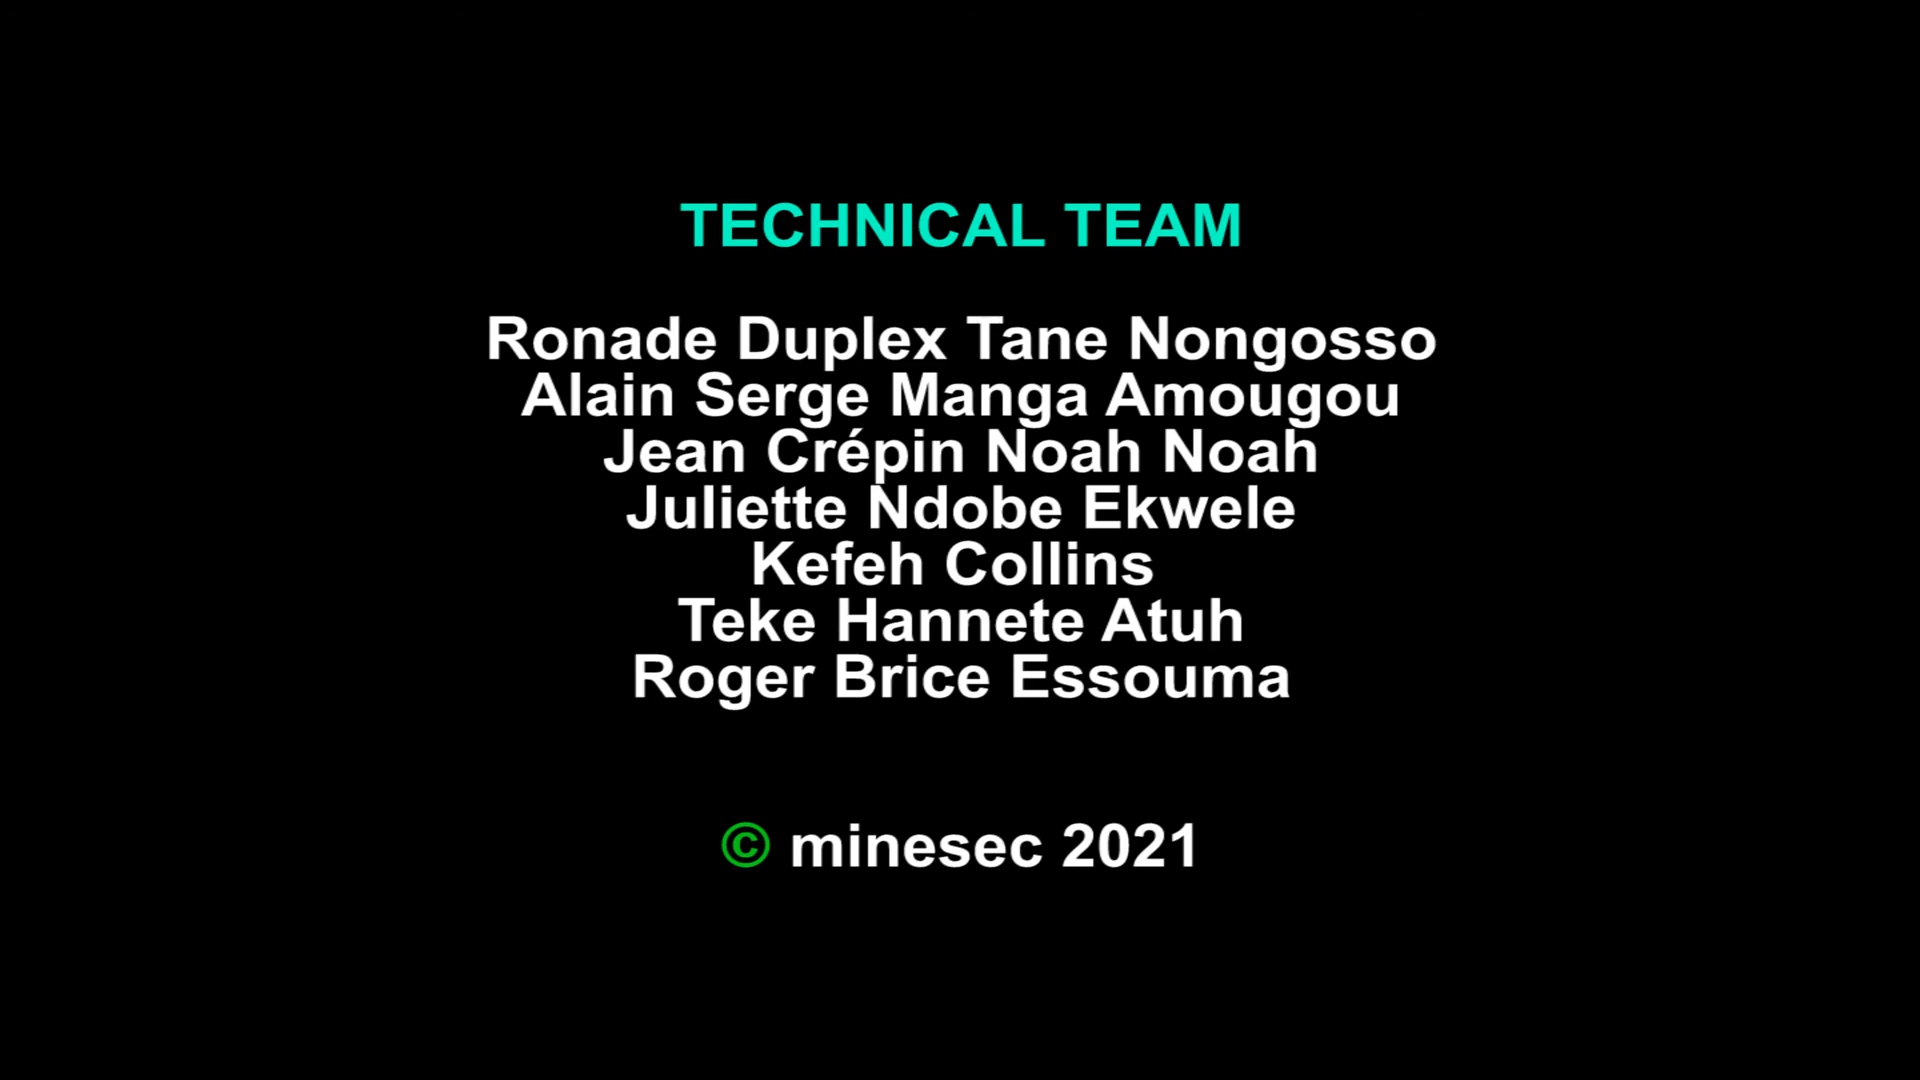 TECHNICAL TEAM
Ronade Duplex Tane Nongosso
Alain Serge Manga Amougou
Jean Crépin Noah Noah
Juliette Ndobe Ekwele
Kefeh Collins
Teke Hannete Atuh
Roger Brice Essouma
© minesec 2021